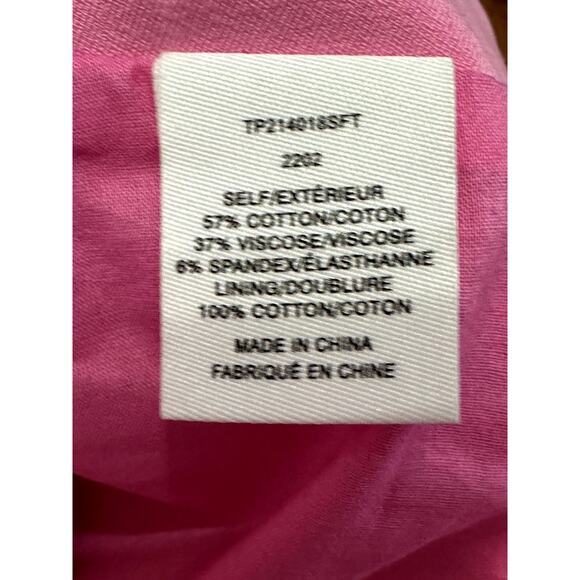 TP214018SFT
2202
SELF/EXTÉRIEUR
57% COTTON/COTON
37% VISCOSE/VISCOSE
6% SPANDEX/ÉLASTHANNE
LINING/DOUBLURE
100% COTTON/COTON
MADE IN CHINA
FABRIQUÉ EN CHINE